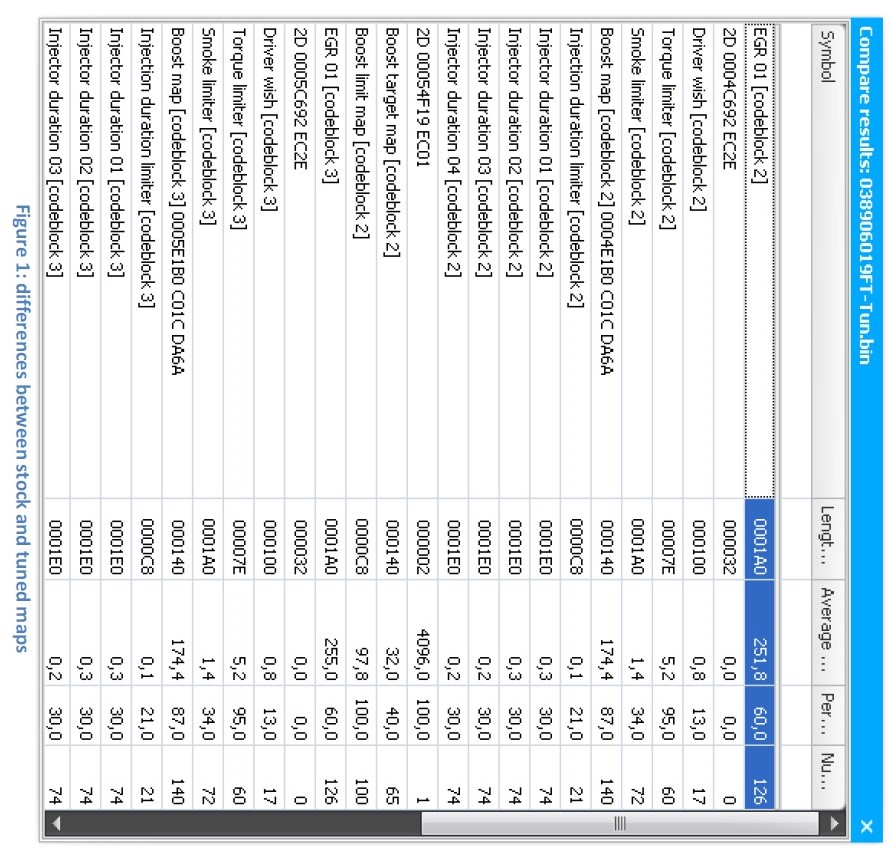 Compare results: 038906019FT-Tun.bin X
Symbol Lengt... Average ... Per... Nu...
EGR 01 [codeblock 2] 0001A0 251,8 60,0 126
2D 0004C692 EC2E 000032 0,0 0,0 0
Driver wish [codeblock 2] 000100 0,8 13,0 17
Torque limiter [codeblock 2] 00007E 5,2 95,0 60
Smoke limiter [codeblock 2] 0001A0 1,4 34,0 72
Boost map [codeblock 2] 0004E1B0 C01C DA6A 000140 174,4 87,0 140
Injection duration limiter [codeblock 2] 0000C8 0,1 21,0 21
Injector duration 01 [codeblock 2] 0001E0 0,3 30,0 74
Injector duration 02 [codeblock 2] 0001E0 0,3 30,0 74
Injector duration 03 [codeblock 2] 0001E0 0,2 30,0 74
Injector duration 04 [codeblock 2] 0001E0 0,2 30,0 74
2D 00054F19 EC01 000002 4096,0 100,0 1
Boost target map [codeblock 2] 000140 32,0 40,0 65
Boost limit map [codeblock 2] 0000C8 97,8 100,0 100
EGR 01 [codeblock 3] 0001A0 255,0 60,0 126
2D 0005C692 EC2E 000032 0,0 0,0 0
Driver wish [codeblock 3] 000100 0,8 13,0 17
Torque limiter [codeblock 3] 00007E 5,2 95,0 60
Smoke limiter [codeblock 3] 0001A0 1,4 34,0 72
Boost map [codeblock 3] 0005E1B0 C01C DA6A 000140 174,4 87,0 140
Injection duration limiter [codeblock 3] 0000C8 0,1 21,0 21
Injector duration 01 [codeblock 3] 0001E0 0,3 30,0 74
Injector duration 02 [codeblock 3] 0001E0 0,3 30,0 74
Injector duration 03 [codeblock 3] 0001E0 0,2 30,0 74
Figure 1: differences between stock and tuned maps